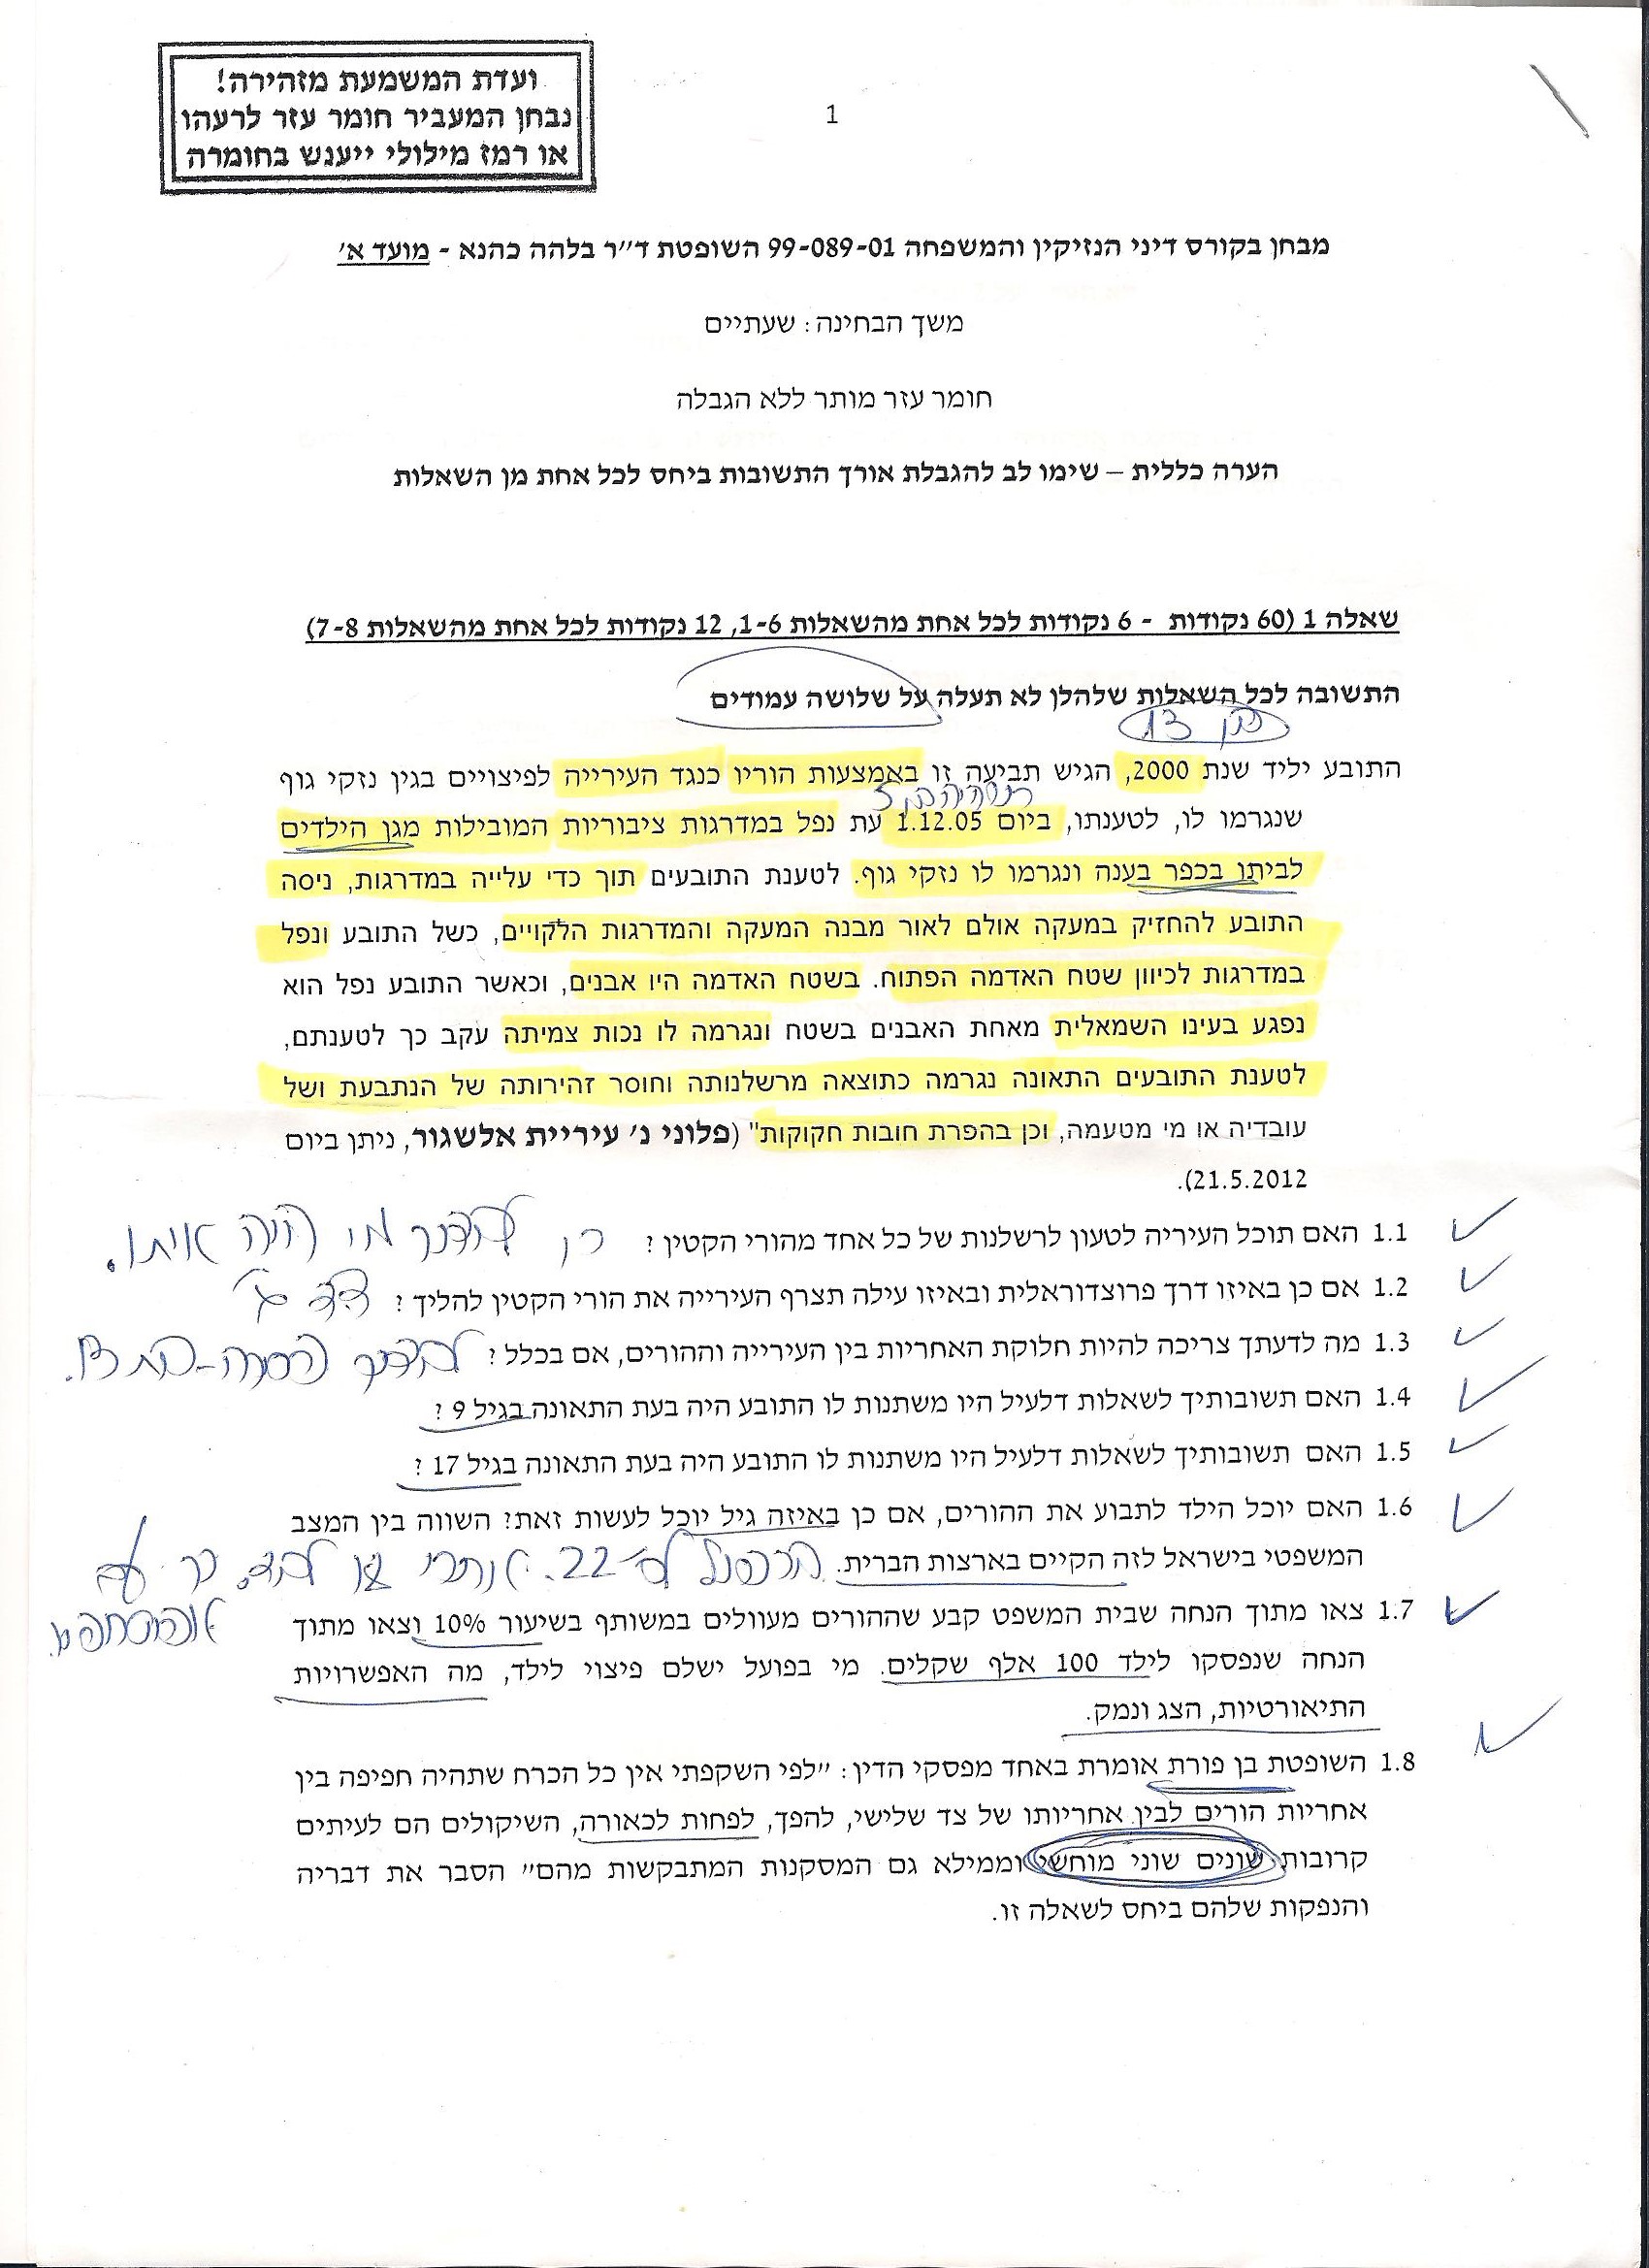 ועדת המשמעת מזהירה!
נבחן המעביר חומר עזר לרעהו
או רמז מילולי ייענש בחומרה
1
מבחן בקורס דיני הנזיקין והמשפחה 99-089-01 השופטת ד״ר בלהה כהנא - מועד א׳
משך הבחינה: שעתיים
חומר עזר מותר ללא הגבלה
הערה כללית – שימו לב להגבלת אורך התשובות ביחס לכל אחת מן השאלות
שאלה 1 (60 נקודות - 6 נקודות לכל אחת מהשאלות 1-6, 12 נקודות לכל אחת מהשאלות 7-8)
התשובה לכל השאלות שלהלן לא תעלה על שלושה עמודים
התובע יליד שנת 2000, הגיש תביעה זו באמצעות הוריו כנגד העירייה לפיצויים בגין נזקי גוף
שנגרמו לו, לטענתו, ביום 1.12.05 עת נפל במדרגות ציבוריות המובילות מגן הילדים
לביתו בכפר בענה ונגרמו לו נזקי גוף. לטענת התובעים תוך כדי עלייה במדרגות, ניסה
התובע להחזיק במעקה אולם לאור מבנה המעקה והמדרגות הלקויים, כשל התובע ונפל
במדרגות לכיוון שטח האדמה הפתוח. בשטח האדמה היו אבנים, וכאשר התובע נפל הוא
נפגע בעינו השמאלית מאחת האבנים בשטח ונגרמה לו נכות צמיתה עקב כך לטענתם,
לטענת התובעים התאונה נגרמה כתוצאה מרשלנותה וחוסר זהירותה של הנתבעת ושל
עובדיה או מי מטעמה, וכן בהפרת חובות חקוקות״ (פלוני נ׳ עיריית אלשגור, ניתן ביום
21.5.2012).
1.1 האם תוכל העיריה לטעון לרשלנות של כל אחד מהורי הקטין? כן מי היה איתו.
1.2 אם כן באיזו דרך פרוצדוראלית ובאיזו עילה תצרף העירייה את הורי הקטין להליך? צד ג׳
1.3 מה לדעתך צריכה להיות חלוקת האחריות בין העירייה וההורים, אם בכלל?
1.4 האם תשובותיך לשאלות דלעיל היו משתנות לו התובע היה בעת התאונה בגיל 9?
1.5 האם תשובותיך לשאלות דלעיל היו משתנות לו התובע היה בעת התאונה בגיל 17?
1.6 האם יוכל הילד לתבוע את ההורים, אם כן באיזה גיל יוכל לעשות זאת? השווה בין המצב
המשפטי בישראל לזה הקיים בארצות הברית. 22
1.7 צאו מתוך הנחה שבית המשפט קבע שההורים מעוולים במשותף בשיעור 10% וצאו מתוך
הנחה שנפסקו לילד 100 אלף שקלים. מי בפועל ישלם פיצוי לילד, מה האפשרויות
התיאורטיות, הצג ונמק.
1.8 השופטת בן פורת אומרת באחד מפסקי הדין: ״לפי השקפתי אין כל הכרח שתהיה חפיפה בין
אחריות הורים לבין אחריותו של צד שלישי, להפך, לפחות לכאורה, השיקולים הם לעיתים
קרובות שונים שוני מוחשי וממילא גם המסקנות המתבקשות מהם״ הסבר את דבריה
והנפקות שלהם ביחס לשאלה זו.